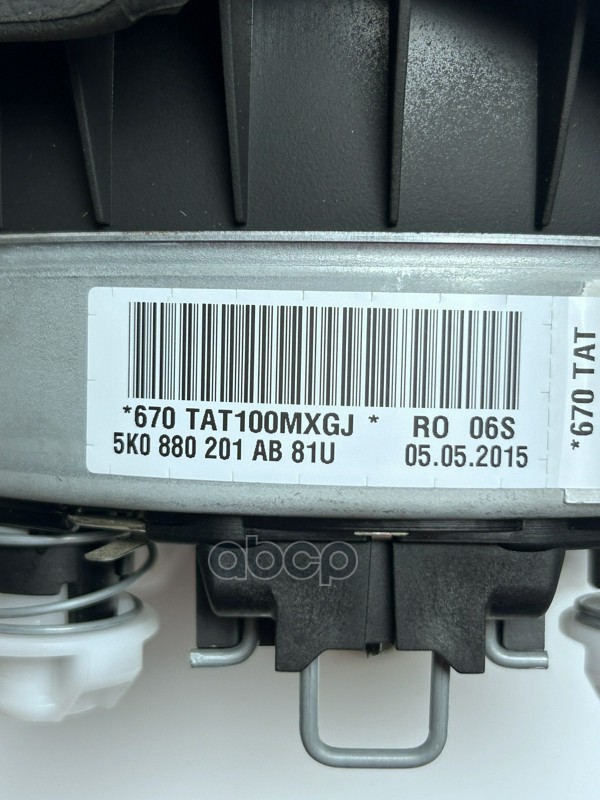 *670 TAT100MXGJ * RO 06S
5K0 880 201 AB 81U 05.05.2015
*670 TAT
abcp